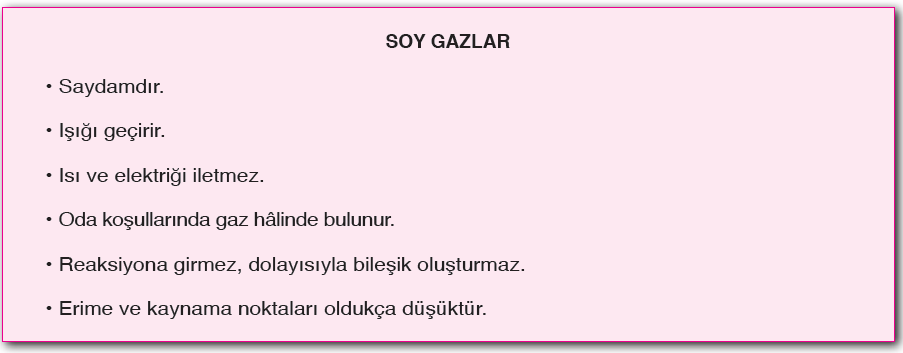 SOY GAZLAR
• Saydamdır.
• Işığı geçirir.
• Isı ve elektriği iletmez.
• Oda koşullarında gaz hâlinde bulunur.
• Reaksiyona girmez, dolayısıyla bileşik oluşturmaz.
• Erime ve kaynama noktaları oldukça düşüktür.